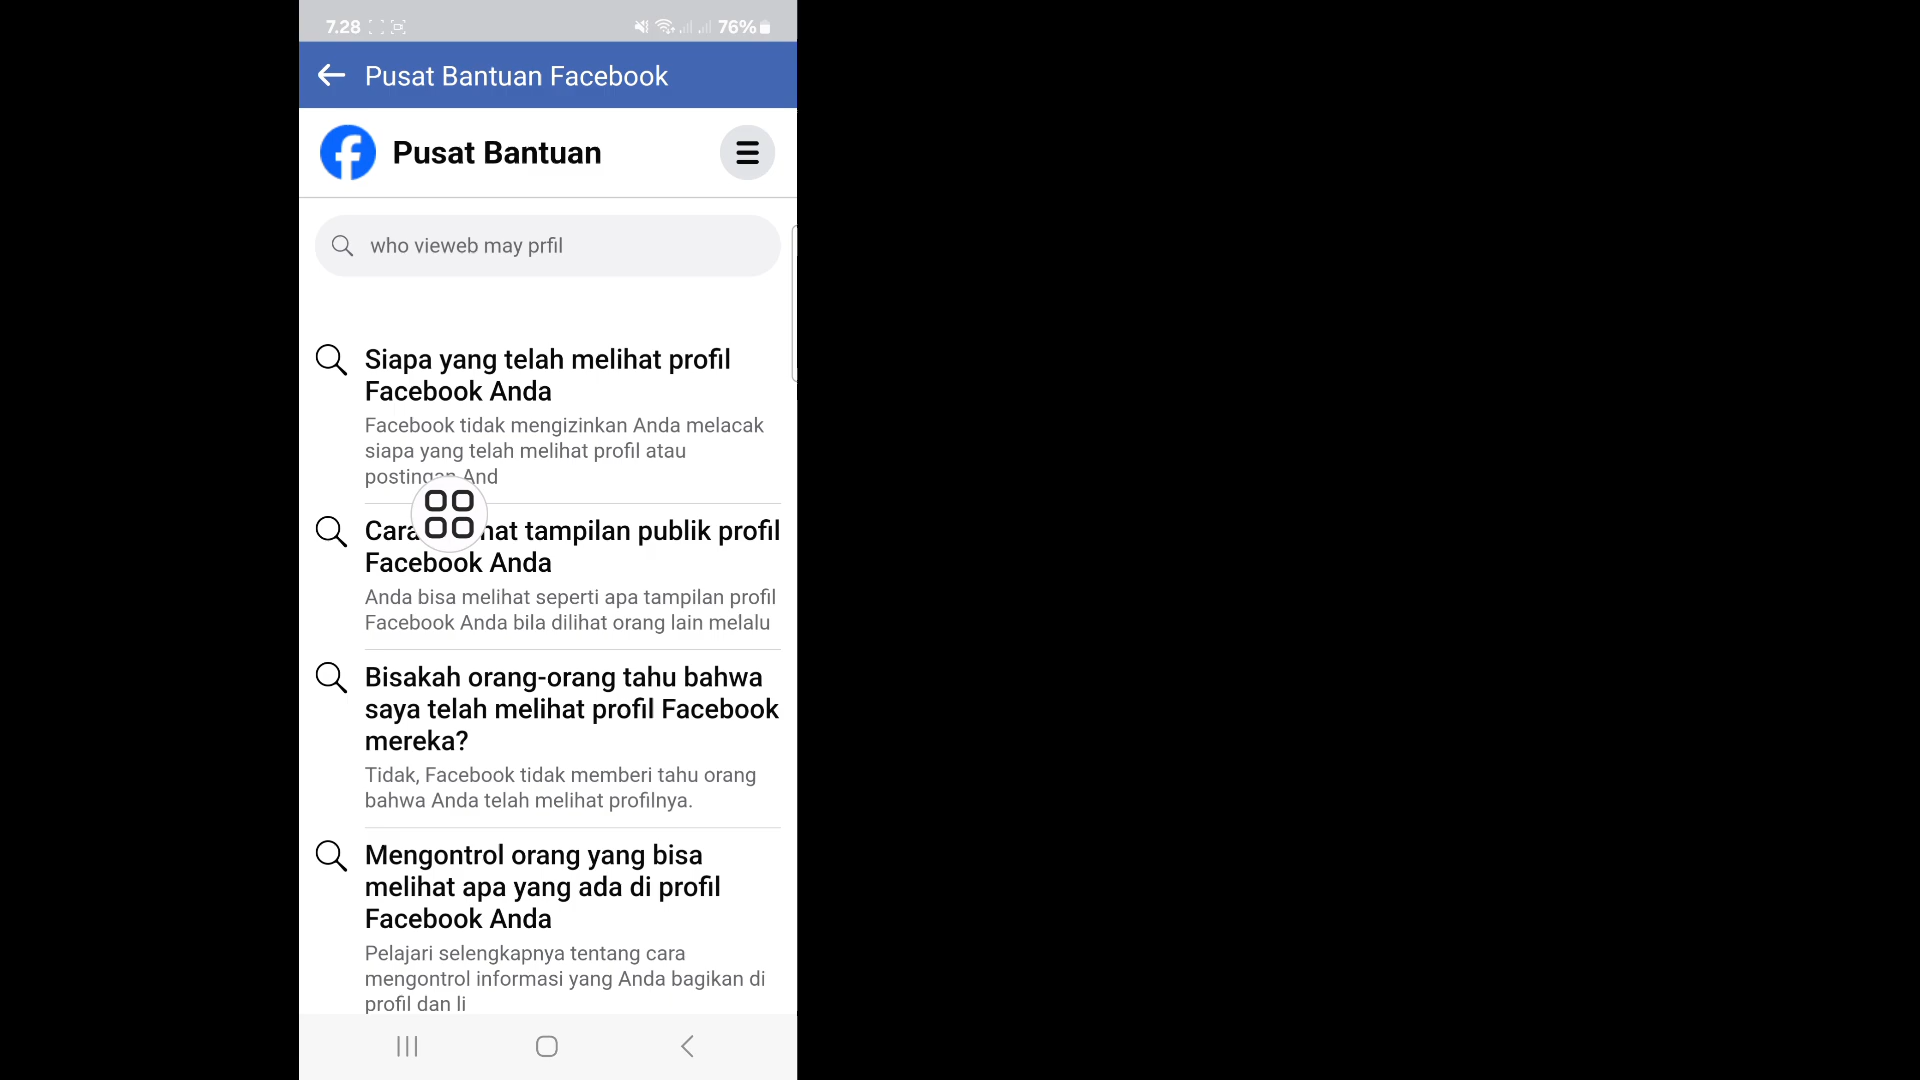 7.28 76%
Pusat Bantuan Facebook
Pusat Bantuan
who vieweb may prfil
Siapa yang telah melihat profil
Facebook Anda
Facebook tidak mengizinkan Anda melacak
siapa yang telah melihat profil atau
postingan And
Cara hat tampilan publik profil
Facebook Anda
Anda bisa melihat seperti apa tampilan profil
Facebook Anda bila dilihat orang lain melalu
Bisakah orang-orang tahu bahwa
saya telah melihat profil Facebook
mereka?
Tidak, Facebook tidak memberi tahu orang
bahwa Anda telah melihat profilnya.
Mengontrol orang yang bisa
melihat apa yang ada di profil
Facebook Anda
Pelajari selengkapnya tentang cara
mengontrol informasi yang Anda bagikan di
profil dan li